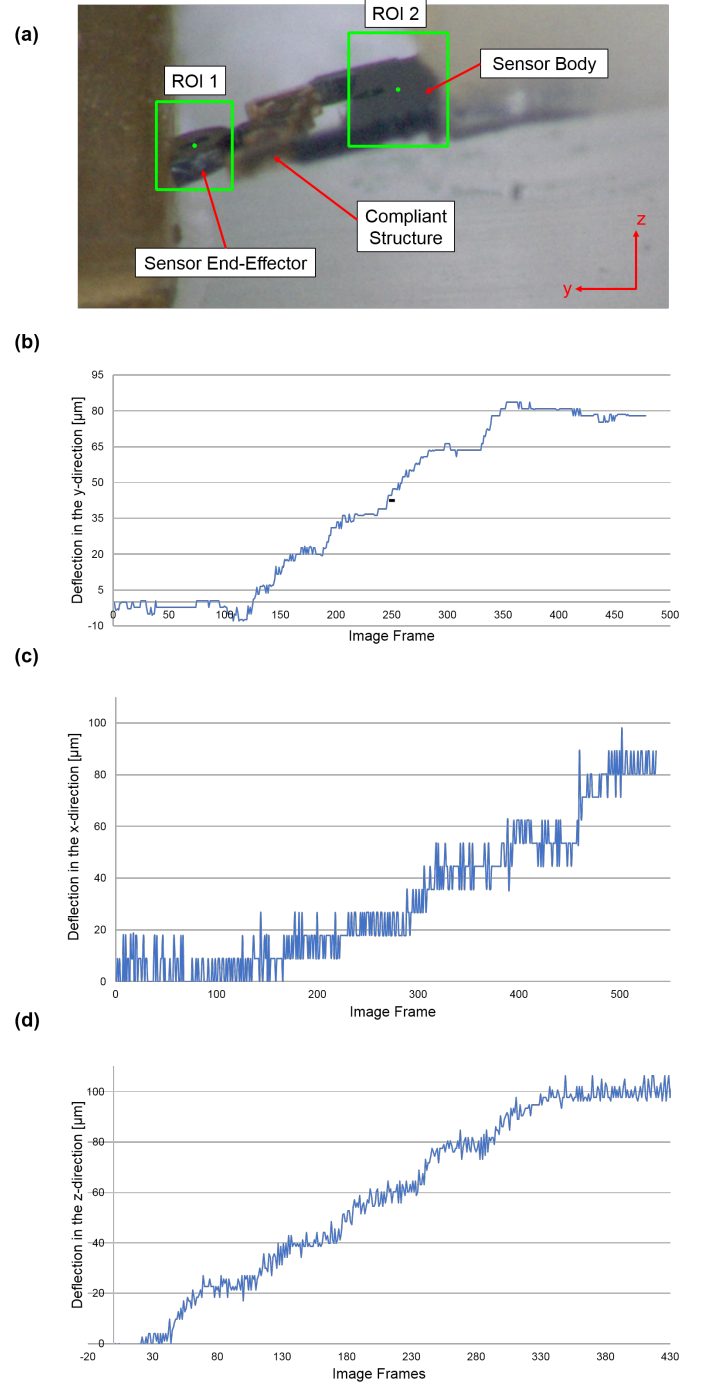 (a)
ROI 2
ROI 1
Sensor Body
Compliant
Structure
Sensor End-Effector
z
y
(b)
Deflection in the y-direction [µm]
95
80
65
50
35
20
5
-10
0
50
100
150
200
250
300
350
400
450
500
Image Frame
(c)
Deflection in the x-direction [µm]
100
80
60
40
20
0
0
100
200
300
400
500
Image Frame
(d)
Deflection in the z-direction [µm]
100
80
60
40
20
0
-20
30
80
130
180
230
280
330
380
430
Image Frames